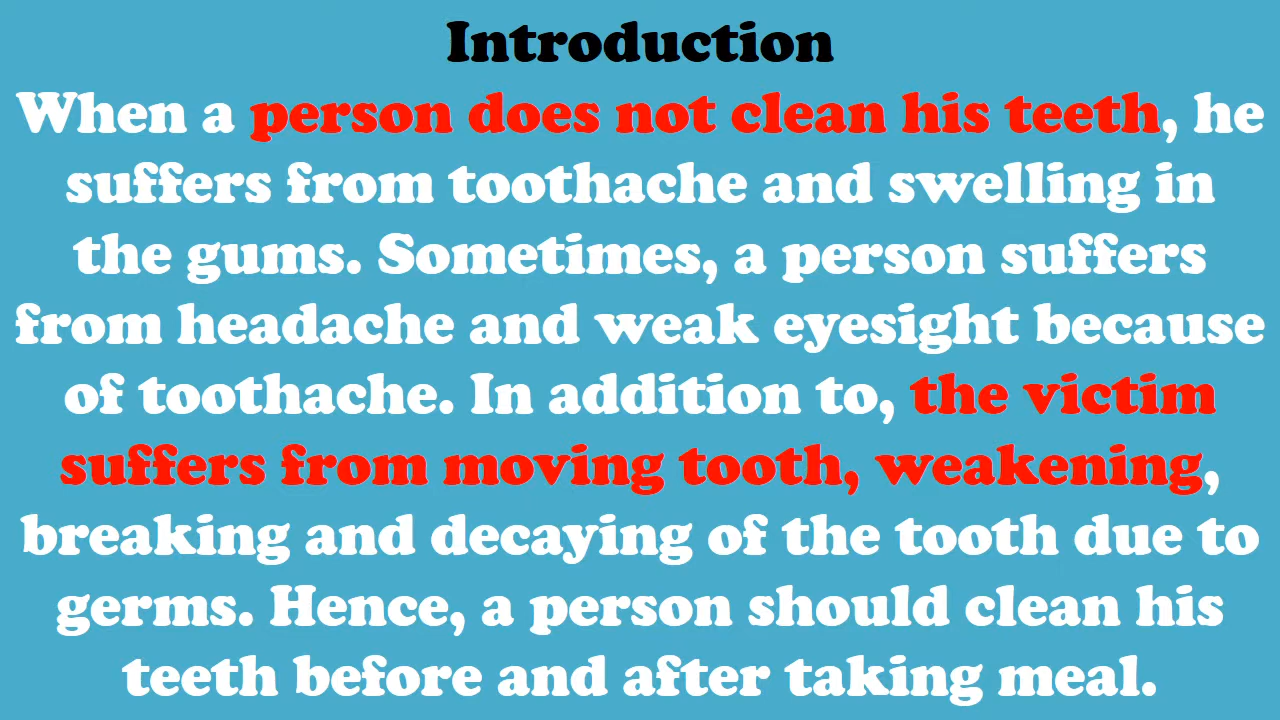 Introduction
When a person does not clean his teeth, he
suffers from toothache and swelling in
the gums. Sometimes, a person suffers
from headache and weak eyesight because
of toothache. In addition to, the victim
suffers from moving tooth, weakening,
breaking and decaying of the tooth due to
germs. Hence, a person should clean his
teeth before and after taking meal.